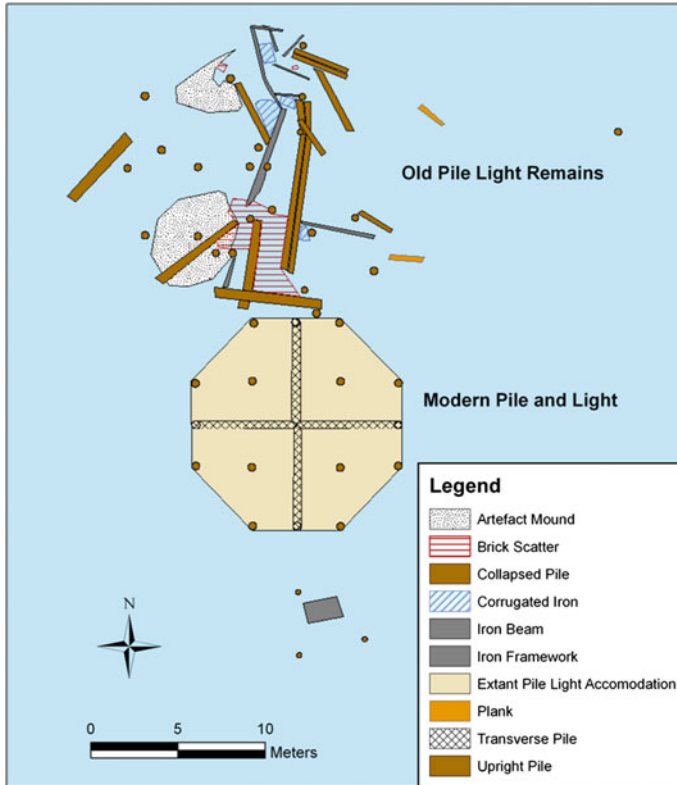 Old Pile Light Remains
Modern Pile and Light
Legend
Artefact Mound
Brick Scatter
Collapsed Pile
Corrugated Iron
Iron Beam
Iron Framework
Extant Pile Light Accomodation
Plank
Transverse Pile
Upright Pile
N
0 5 10
Meters